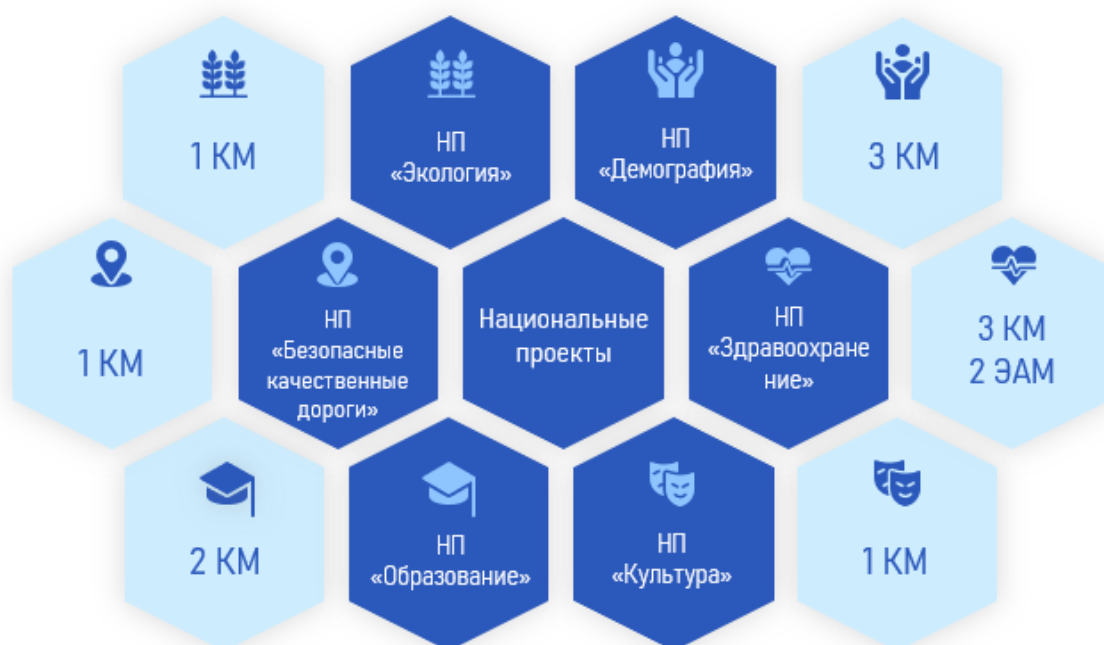 1 КМ
НП
«Экология»
НП
«Демография»
3 КМ
1 КМ
НП
«Безопасные
качественные
дороги»
Национальные
проекты
НП
«Здравоохране
ние»
3 КМ
2 ЭАМ
2 КМ
НП
«Образование»
НП
«Культура»
1 КМ